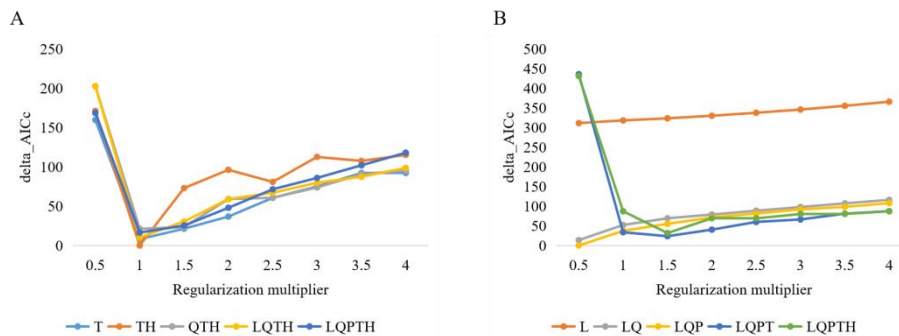 A
250
200
150
100
50
0
delta_AICc
0.5 1 1.5 2 2.5 3 3.5 4
Regularization multiplier
T TH QTH LQTH LQPTH
B
500
450
400
350
300
250
200
150
100
50
0
delta_AICc
0.5 1 1.5 2 2.5 3 3.5 4
Regularization multiplier
L LQ LQP LQPT LQPTH